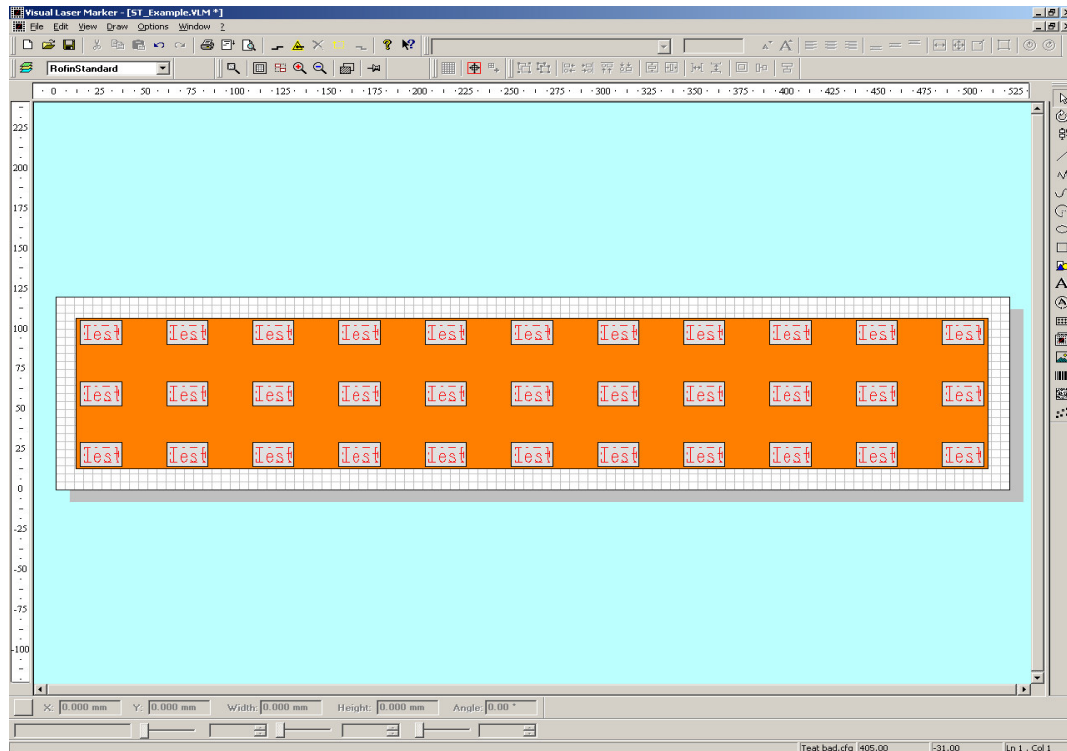 Visual Laser Marker - [ST_Example.VLM *]
File Edit View Draw Options Window ?
RofinStandard
0 25 50 75 100 125 150 175 200 225 250 275 300 325 350 375 400 425 450 475 500 525
225
200
175
150
125
100
75
50
25
0
-25
-50
-75
-100
Test Test Test Test Test Test Test Test Test Test Test
Test Test Test Test Test Test Test Test Test Test Test
Test Test Test Test Test Test Test Test Test Test Test
X: 0.000 mm Y: 0.000 mm Width: 0.000 mm Height: 0.000 mm Angle: 0.00 °
Teat bad.cfg 405.00 -31.00 Ln 1 , Col 1